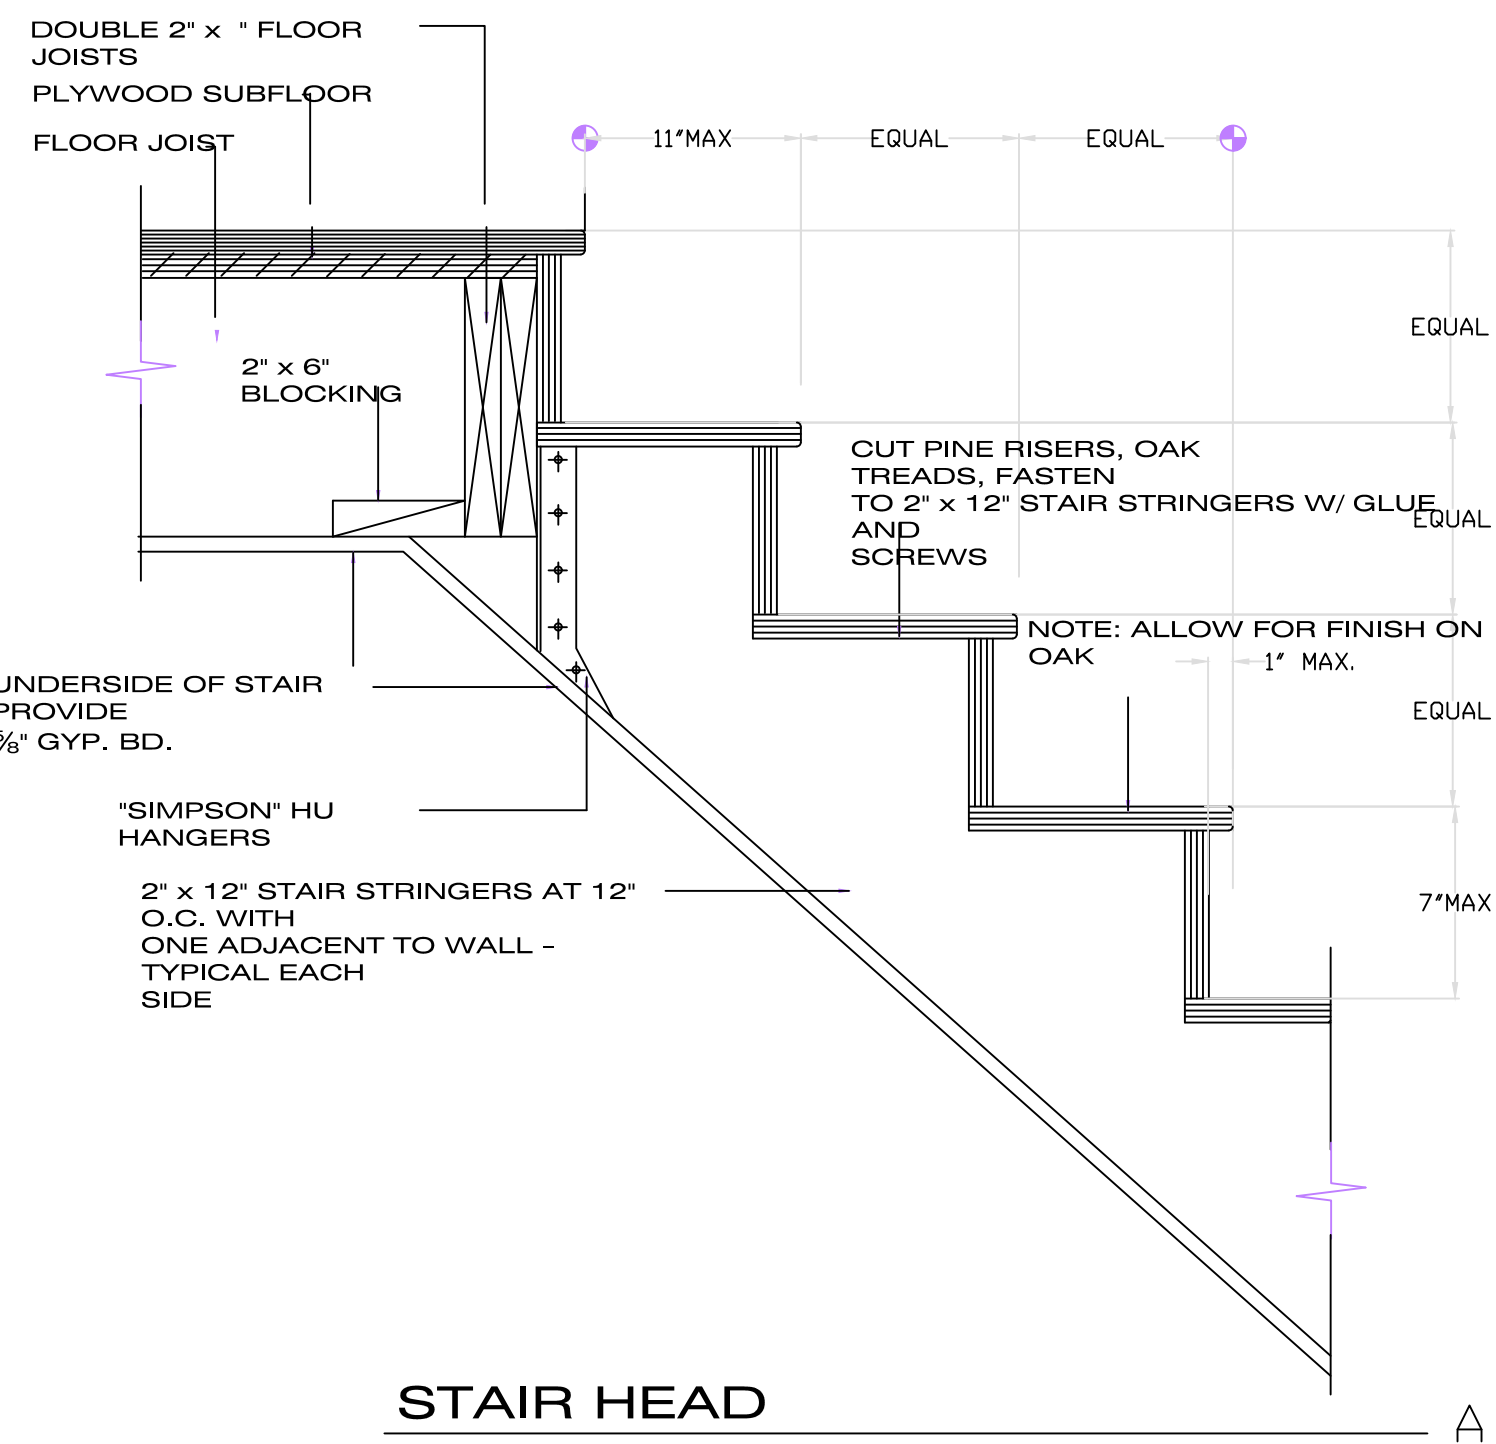 DOUBLE 2" x " FLOOR
JOISTS
PLYWOOD SUBFLOOR
FLOOR JOIST
11"MAX
EQUAL
EQUAL
EQUAL
2" x 6"
BLOCKING
CUT PINE RISERS, OAK
TREADS, FASTEN
TO 2" x 12" STAIR STRINGERS W/ GLUE
AND
SCREWS
EQUAL
NOTE: ALLOW FOR FINISH ON
OAK
1" MAX.
UNDERSIDE OF STAIR
PROVIDE
⅝" GYP. BD.
EQUAL
"SIMPSON" HU
HANGERS
2" x 12" STAIR STRINGERS AT 12"
O.C. WITH
ONE ADJACENT TO WALL -
TYPICAL EACH
SIDE
7"MAX
STAIR HEAD
A